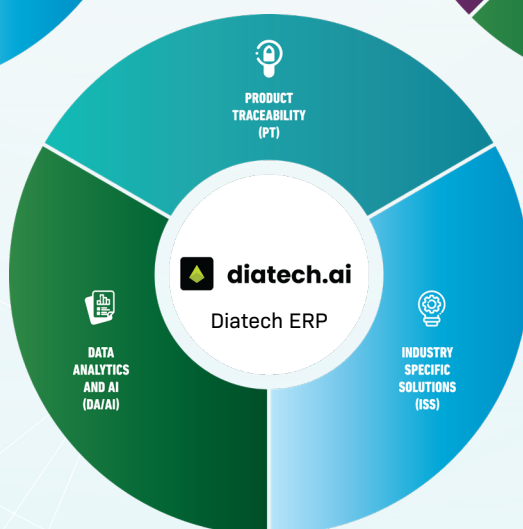 PRODUCT
TRACEABILITY
(PT)
diatech.ai
Diatech ERP
DATA
ANALYTICS
AND AI
(DA/AI)
INDUSTRY
SPECIFIC
SOLUTIONS
(ISS)